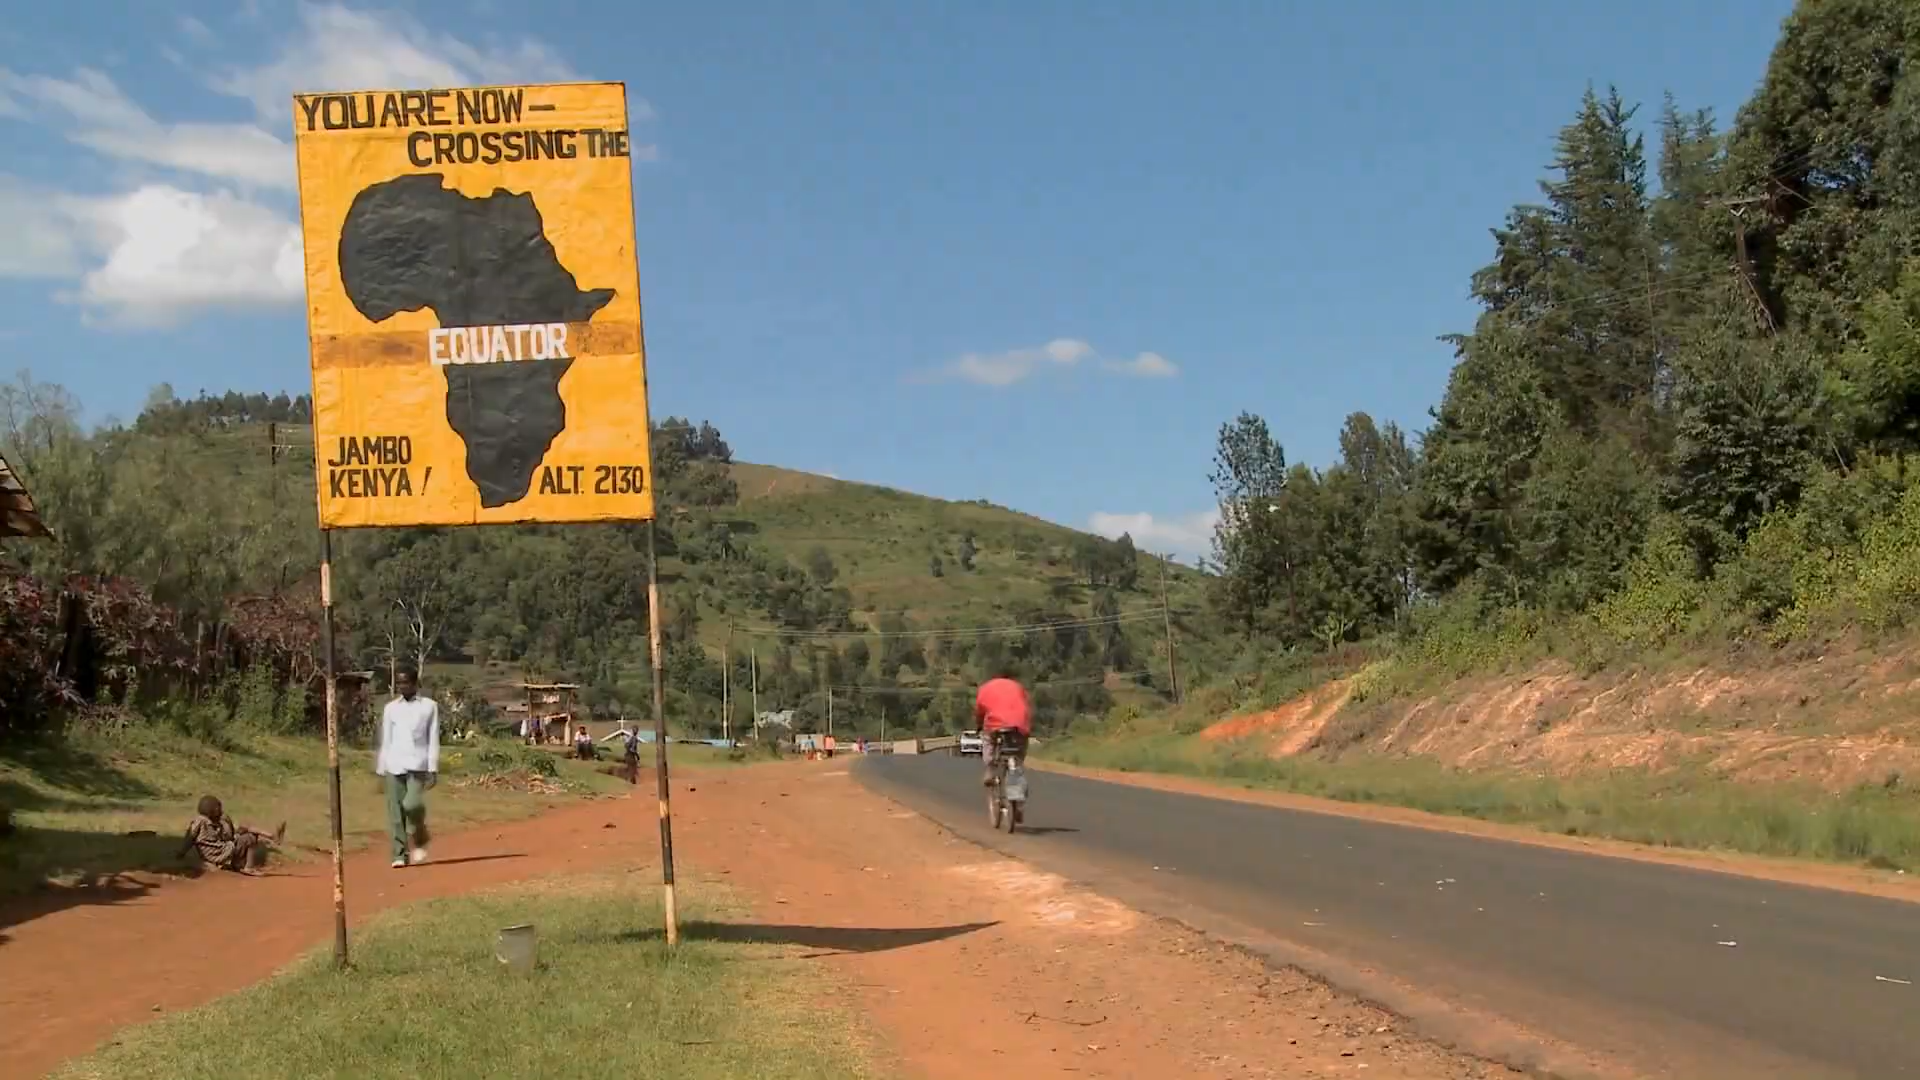 YOU ARE NOW —
CROSSING THE
EQUATOR
JAMBO
KENYA !
ALT. 2130